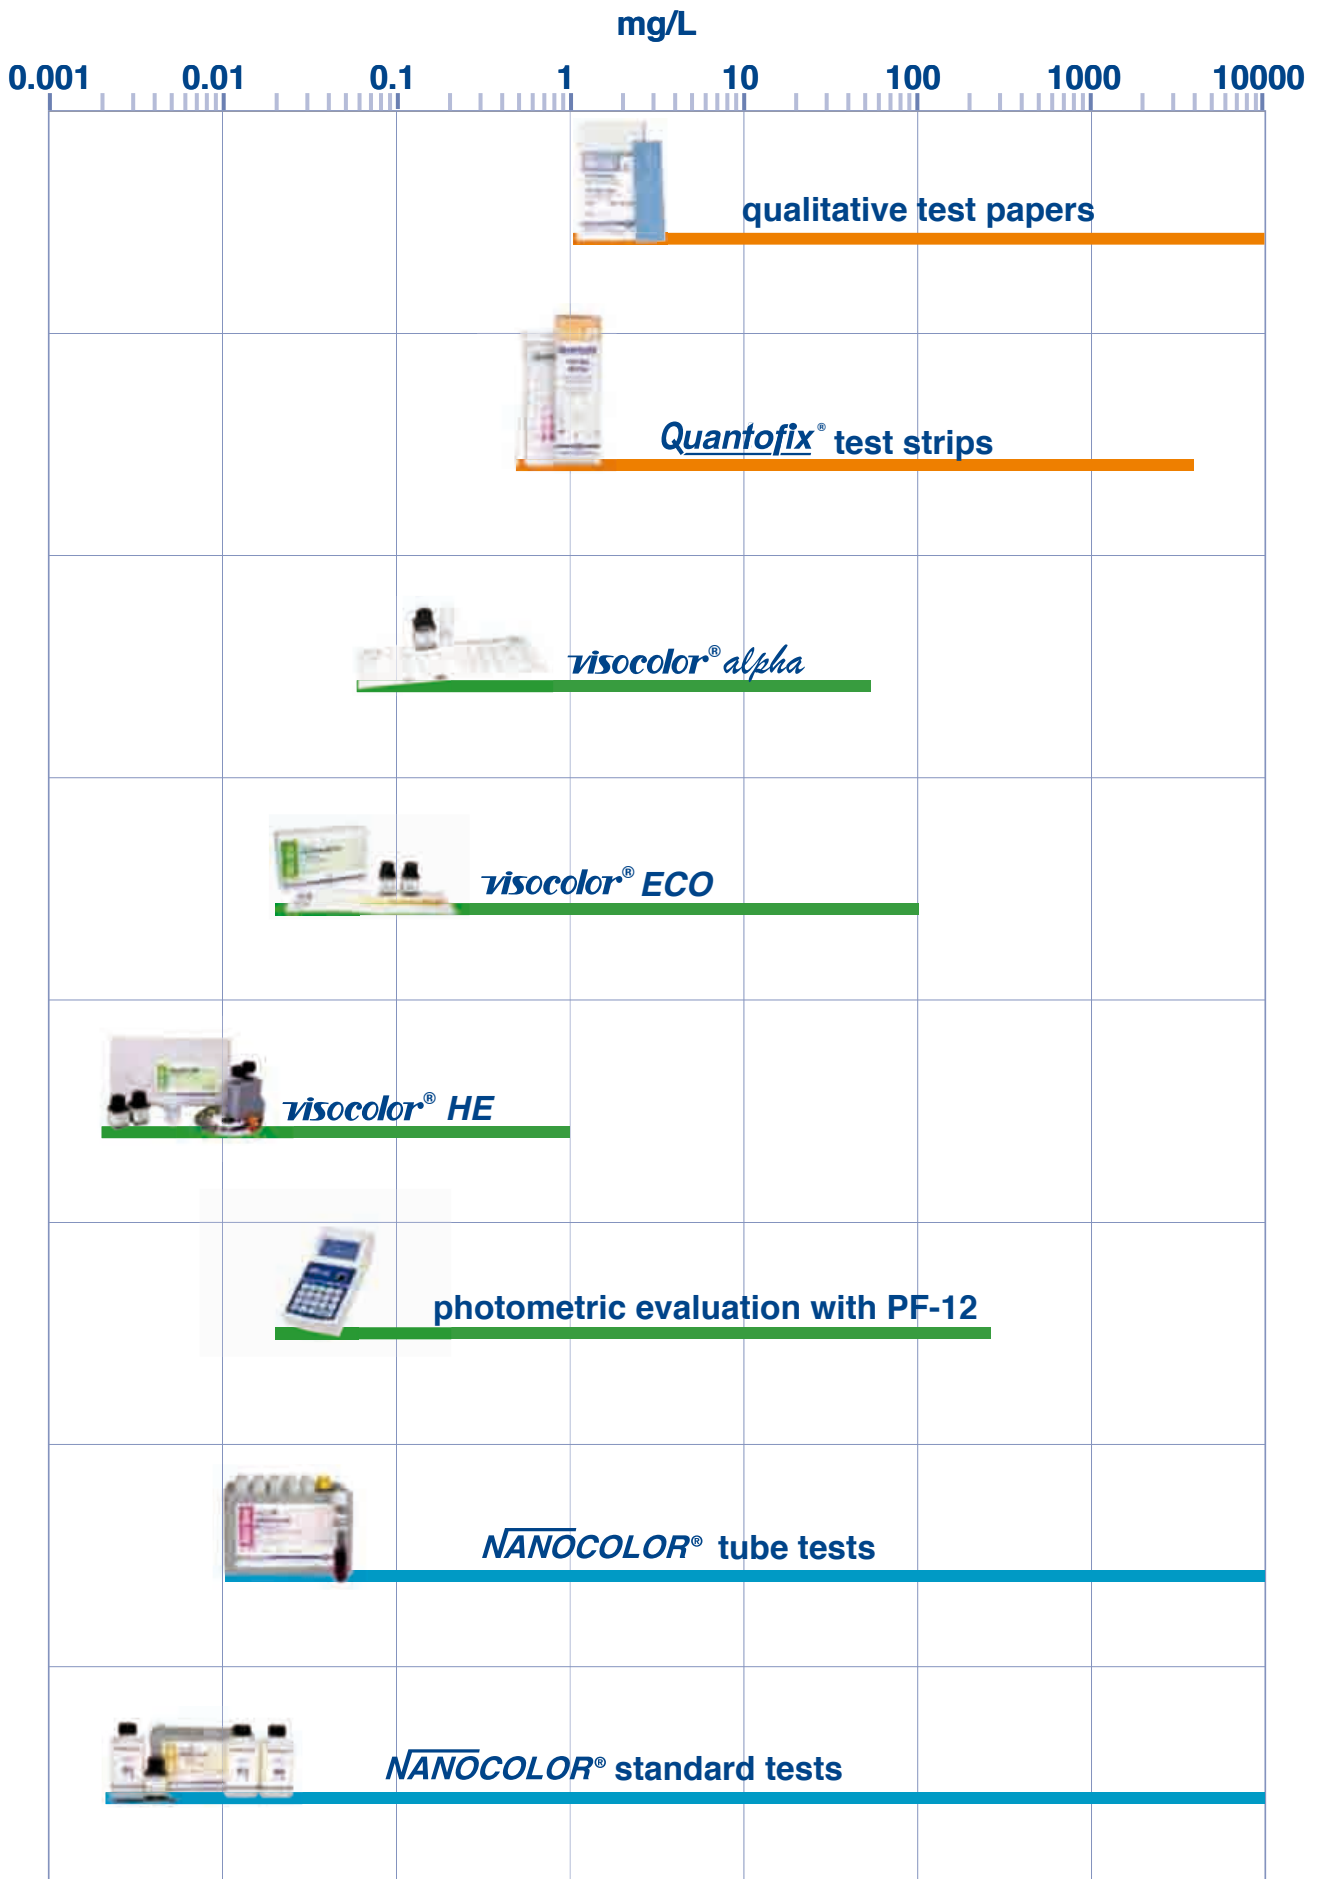 mg/L
0.001 0.01 0.1 1 10 100 1000 10000
qualitative test papers
Quantofix® test strips
visocolor® alpha
visocolor® ECO
visocolor® HE
photometric evaluation with PF-12
NANOCOLOR® tube tests
NANOCOLOR® standard tests